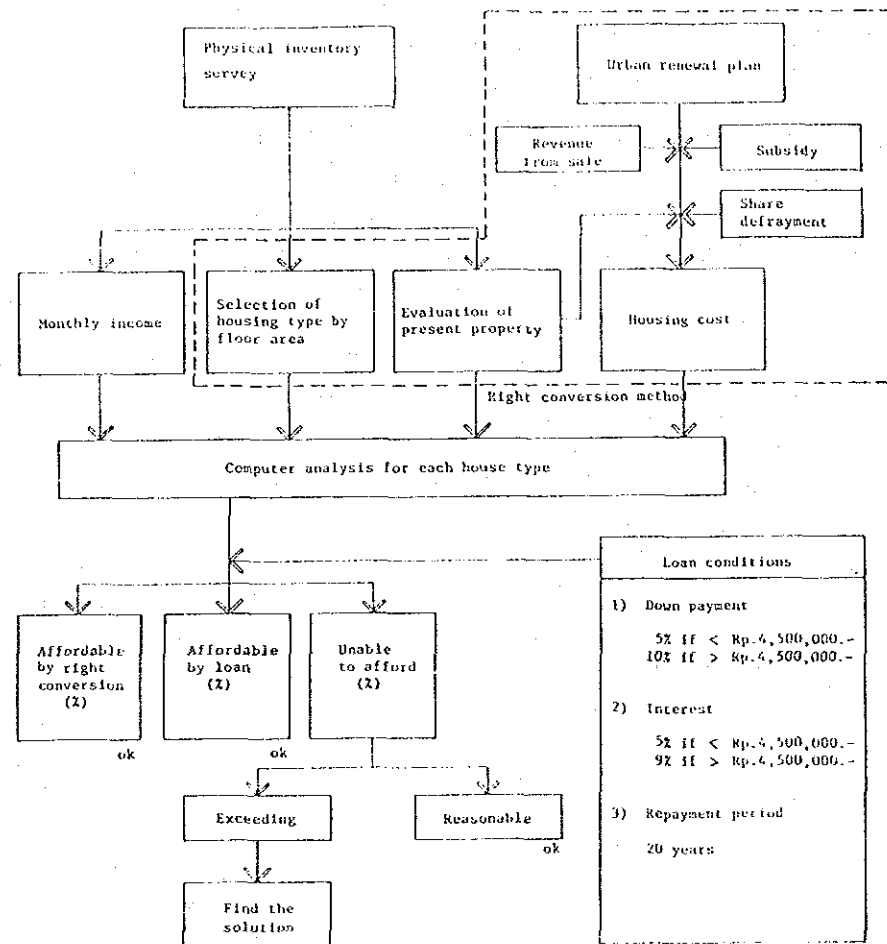 Physical inventory
survey
Urban renewal plan
Revenue
from sale
Subsidy
Share
defrayment
Monthly income
Selection of
housing type by
floor area
Evaluation of
present property
Housing cost
Right conversion method
Computer analysis for each house type
Loan conditions
1) Down payment
5% if < Rp.4,500,000.-
10% if > Rp.4,500,000.-
2) Interest
5% if < Rp.4,500,000.-
9% if > Rp.4,500,000.-
3) Repayment period
20 years
Affordable
by right
conversion
(%)
ok
Affordable
by loan
(%)
ok
Unable
to afford
(%)
Exceeding
Reasonable
ok
Find the
solution